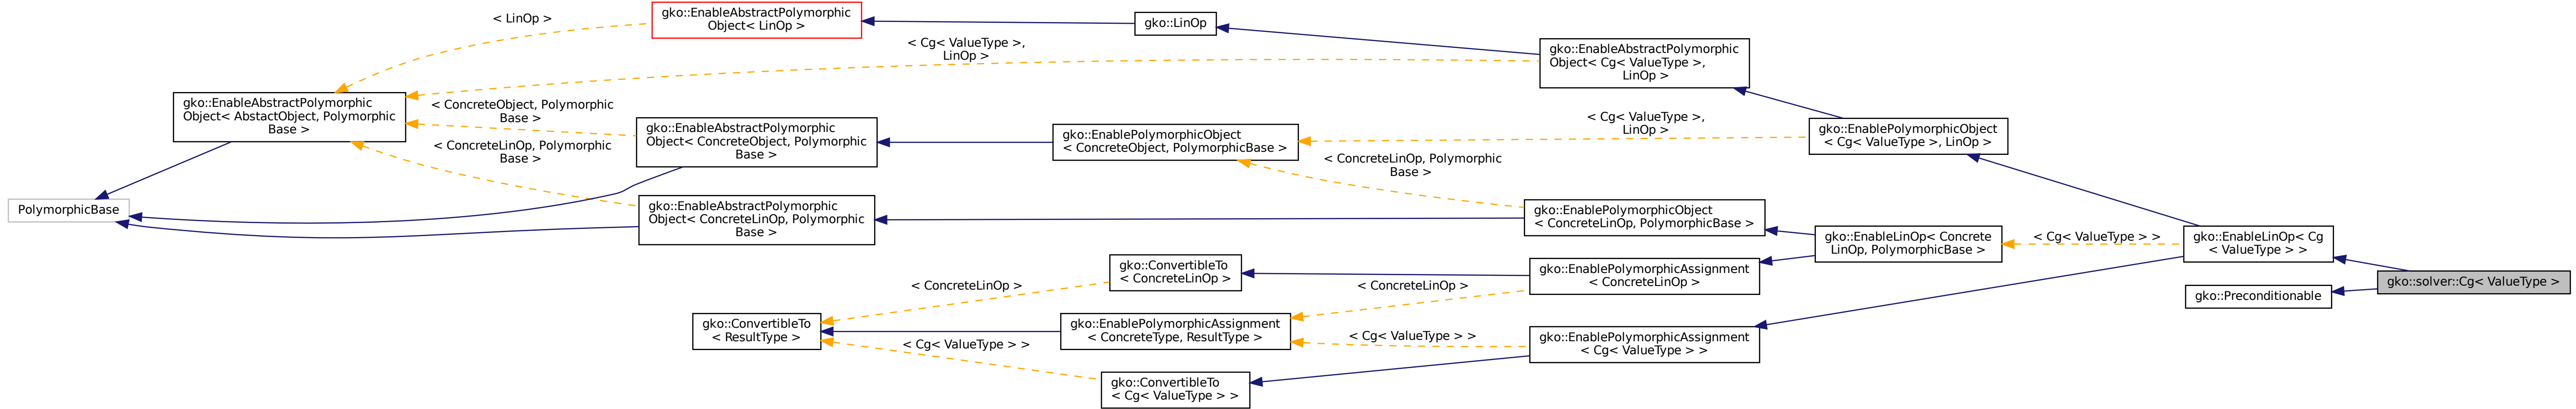 gko::EnableAbstractPolymorphic
Object< LinOp >
< LinOp >
gko::LinOp
< Cg< ValueType >,
LinOp >
gko::EnableAbstractPolymorphic
Object< Cg< ValueType >,
LinOp >
gko::EnableAbstractPolymorphic
Object< AbstactObject, Polymorphic
Base >
< ConcreteObject, Polymorphic
Base >
gko::EnableAbstractPolymorphic
Object< ConcreteObject, Polymorphic
Base >
gko::EnablePolymorphicObject
< ConcreteObject, PolymorphicBase >
< Cg< ValueType >,
LinOp >
gko::EnablePolymorphicObject
< Cg< ValueType >, LinOp >
< ConcreteLinOp, Polymorphic
Base >
< ConcreteLinOp, Polymorphic
Base >
PolymorphicBase
gko::EnableAbstractPolymorphic
Object< ConcreteLinOp, Polymorphic
Base >
gko::EnablePolymorphicObject
< ConcreteLinOp, PolymorphicBase >
gko::EnableLinOp< Concrete
LinOp, PolymorphicBase >
< Cg< ValueType > >
gko::EnableLinOp< Cg
< ValueType > >
gko::ConvertibleTo
< ConcreteLinOp >
gko::EnablePolymorphicAssignment
< ConcreteLinOp >
gko::solver::Cg< ValueType >
< ConcreteLinOp >
< ConcreteLinOp >
gko::Preconditionable
gko::ConvertibleTo
< ResultType >
gko::EnablePolymorphicAssignment
< ConcreteType, ResultType >
< Cg< ValueType > >
< Cg< ValueType > >
gko::EnablePolymorphicAssignment
< Cg< ValueType > >
gko::ConvertibleTo
< Cg< ValueType > >